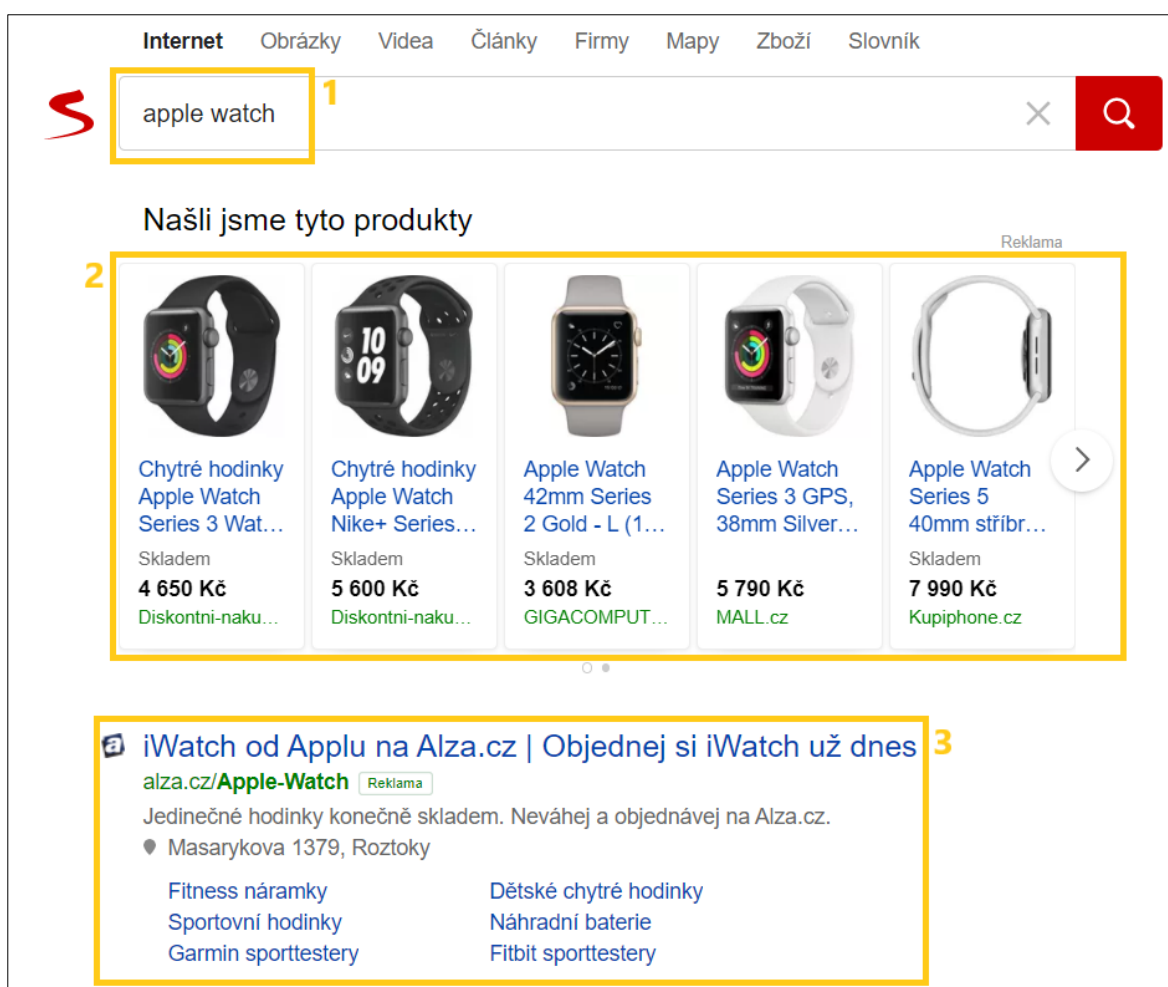 Internet Obrázky Videa Články Firmy Mapy Zboží Slovník
1
apple watch
Našli jsme tyto produkty
Reklama
2
10
09
Chytré hodinky
Apple Watch
Series 3 Wat...
Skladem
4 650 Kč
Diskontni-naku...
Chytré hodinky
Apple Watch
Nike+ Series...
Skladem
5 600 Kč
Diskontni-naku...
Apple Watch
42mm Series
2 Gold - L (1...
Skladem
3 608 Kč
GIGACOMPUT...
Apple Watch
Series 3 GPS,
38mm Silver...
5 790 Kč
MALL.cz
Apple Watch
Series 5
40mm stříbr...
Skladem
7 990 Kč
Kupiphone.cz
a iWatch od Applu na Alza.cz | Objednej si iWatch už dnes 3
alza.cz/Apple-Watch Reklama
Jedinečné hodinky konečně skladem. Neváhej a objednávej na Alza.cz.
Masarykova 1379, Roztoky
Fitness náramky Dětské chytré hodinky
Sportovní hodinky Náhradní baterie
Garmin sporttestery Fitbit sporttestery